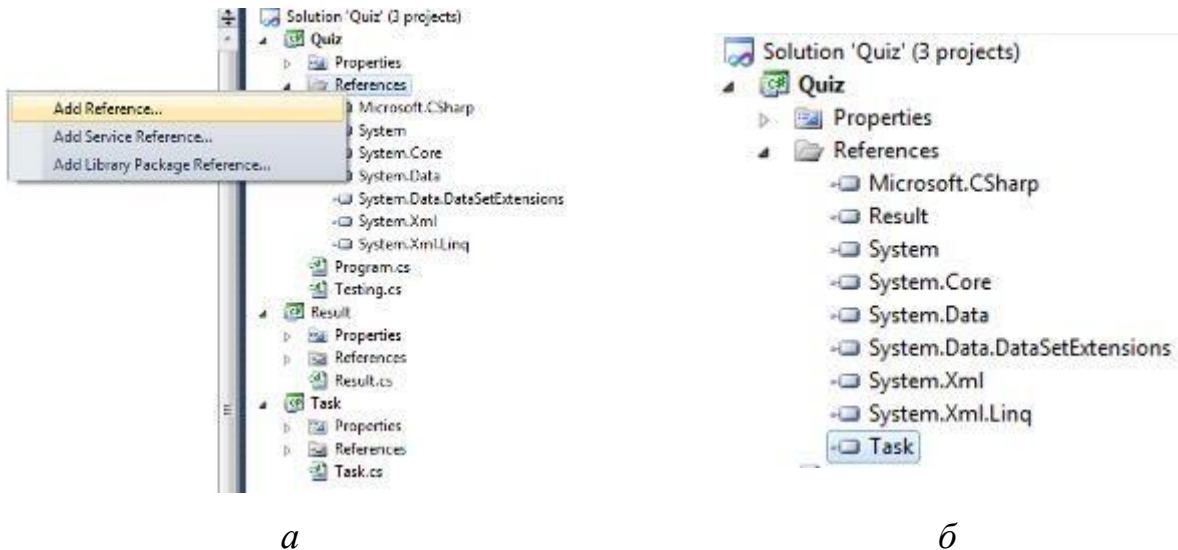 Solution 'Quiz' (3 projects)
Quiz
Properties
References
Add Reference...
Add Service Reference...
Add Library Package Reference...
Microsoft.CSharp
System
System.Core
System.Data
System.Data.DataSetExtensions
System.Xml
System.Xml.Linq
Program.cs
Testing.cs
Result
Properties
References
Result.cs
Task
Properties
References
Task.cs
а
Solution 'Quiz' (3 projects)
Quiz
Properties
References
Microsoft.CSharp
Result
System
System.Core
System.Data
System.Data.DataSetExtensions
System.Xml
System.Xml.Linq
Task
б